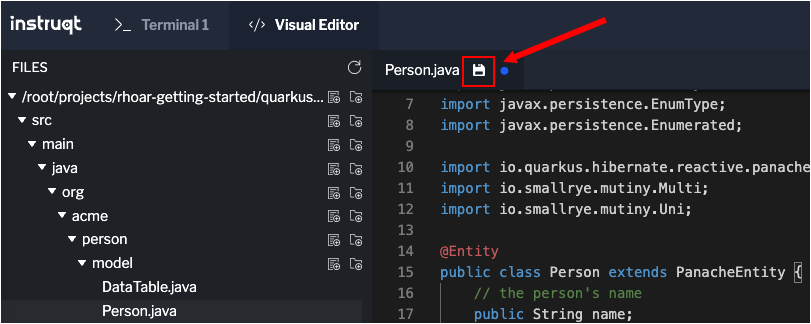 instruqt
>_ Terminal 1
</> Visual Editor
FILES
/root/projects/rhoar-getting-started/quarkus...
src
main
java
org
acme
person
model
DataTable.java
Person.java
Person.java
7 import javax.persistence.EnumType;
8 import javax.persistence.Enumerated;
9
10 import io.quarkus.hibernate.reactive.panache
11 import io.smallrye.mutiny.Multi;
12 import io.smallrye.mutiny.Uni;
13
14 @Entity
15 public class Person extends PanacheEntity {
16 // the person's name
17 public String name;